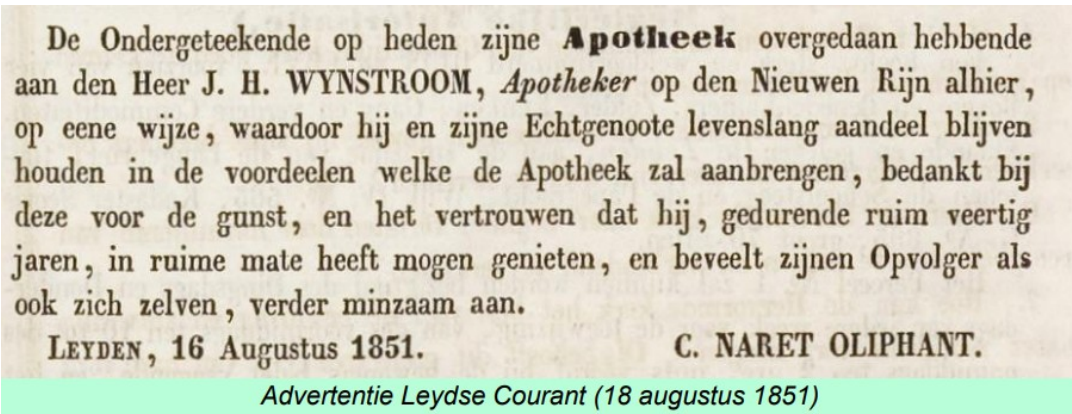 De Ondergeteekende op heden zijne Apotheek overgedaan hebbende
aan den Heer J. H. WYNSTROOM, Apotheker op den Nieuwen Rijn alhier,
op eene wijze, waardoor hij en zijne Echtgenoote levenslang aandeel blijven
houden in de voordeelen welke de Apotheek zal aanbrengen, bedankt bij
deze voor de gunst, en het vertrouwen dat hij, gedurende ruim veertig
jaren, in ruime mate heeft mogen genieten, en beveelt zijnen Opvolger als
ook zich zelven, verder minzaam aan.
LEYDEN, 16 Augustus 1851. C. NARET OLIPHANT.
Advertentie Leydse Courant (18 augustus 1851)